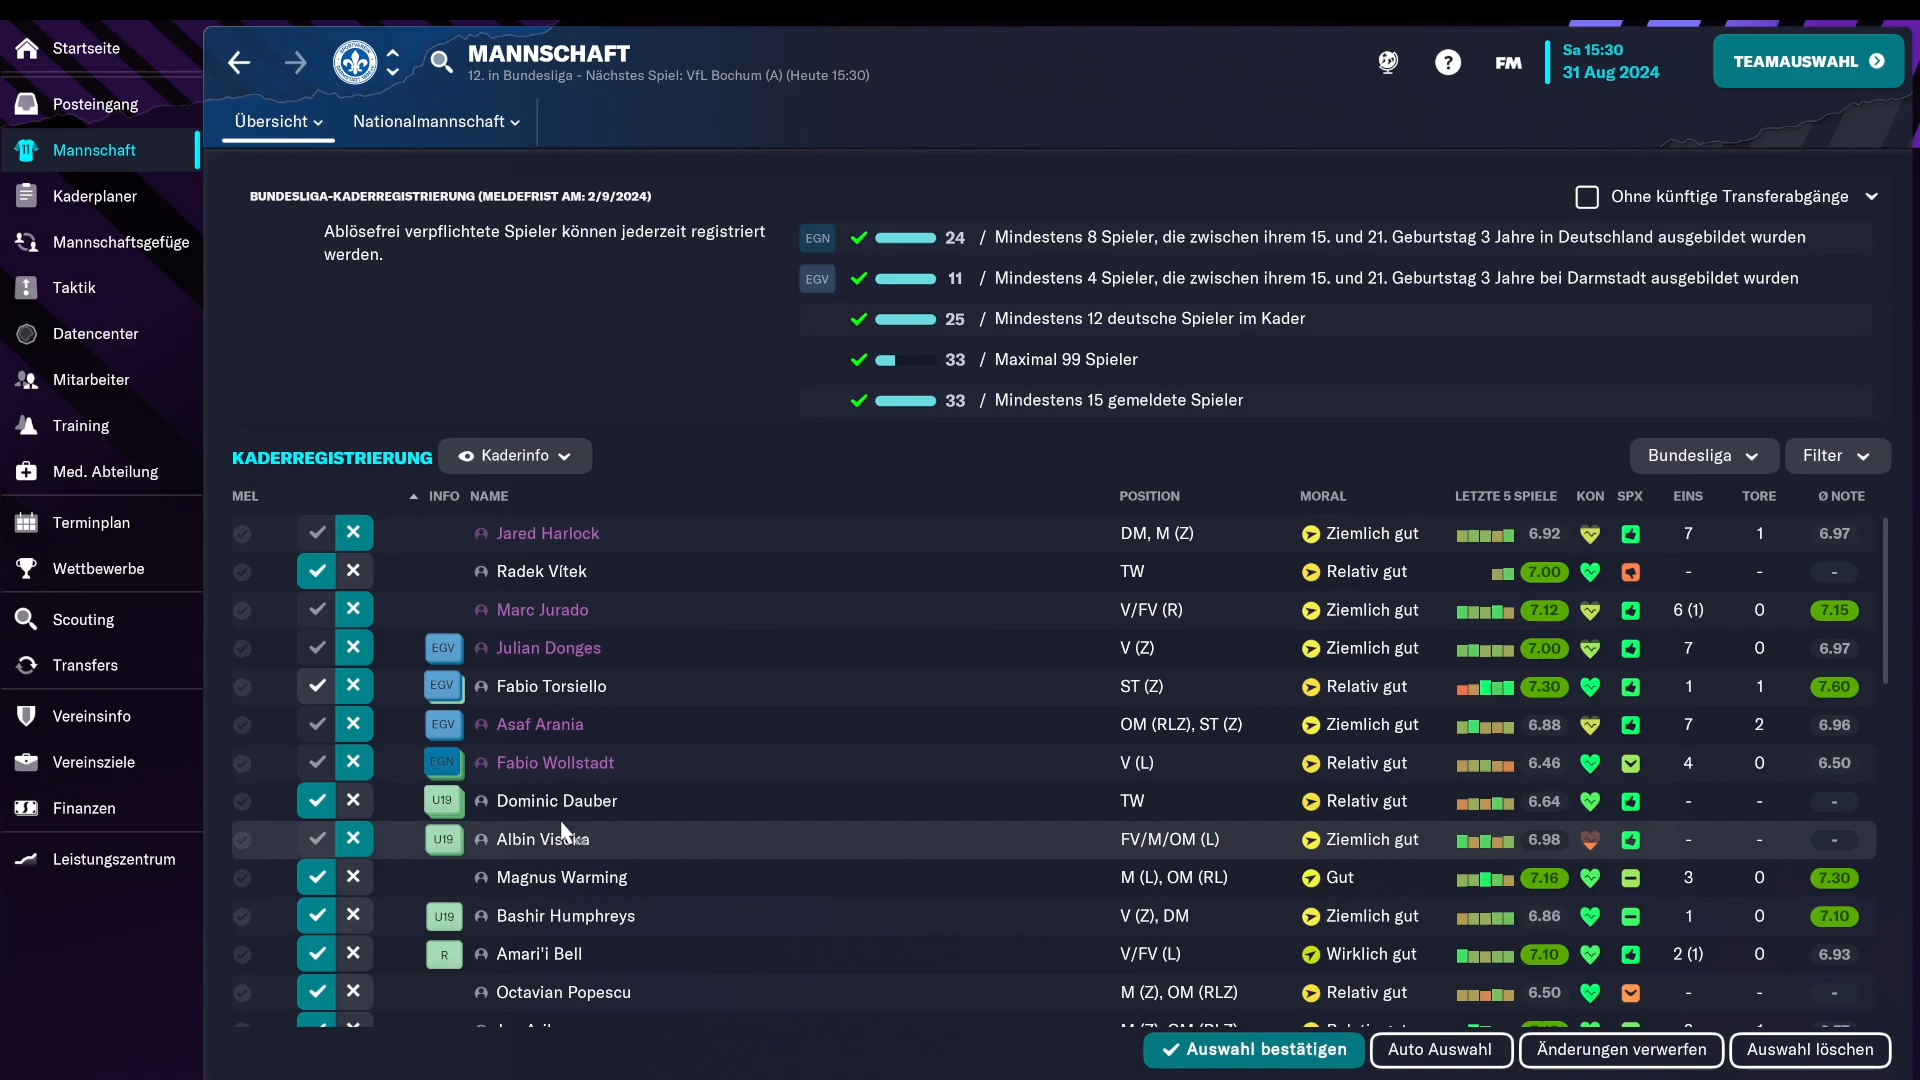 Startseite
Posteingang
Mannschaft
Kaderplaner
Mannschaftsgefüge
Taktik
Datencenter
Mitarbeiter
Training
Med. Abteilung
Terminplan
Wettbewerbe
Scouting
Transfers
Vereinsinfo
Vereinsziele
Finanzen
Leistungszentrum
MANNSCHAFT
12. in Bundesliga - Nächstes Spiel: VfL Bochum (A) (Heute 15:30)
? FM
Sa 15:30
31 Aug 2024
TEAMAUSWAHL
Übersicht Nationalmannschaft
BUNDESLIGA-KADERREGISTRIERUNG (MELDEFRIST AM: 2/9/2024)
Ohne künftige Transferabgänge
Ablösefrei verpflichtete Spieler können jederzeit registriert
werden.
EGN 24 / Mindestens 8 Spieler, die zwischen ihrem 15. und 21. Geburtstag 3 Jahre in Deutschland ausgebildet wurden
EGV 11 / Mindestens 4 Spieler, die zwischen ihrem 15. und 21. Geburtstag 3 Jahre bei Darmstadt ausgebildet wurden
25 / Mindestens 12 deutsche Spieler im Kader
33 / Maximal 99 Spieler
33 / Mindestens 15 gemeldete Spieler
KADERREGISTRIERUNG Kaderinfo Bundesliga Filter
MEL INFO NAME POSITION MORAL LETZTE 5 SPIELE KON SPX EINS TORE Ø NOTE
Jared Harlock DM, M (Z) Ziemlich gut 6.92 7 1 6.97
Radek Vítek TW Relativ gut 7.00 - - -
Marc Jurado V/FV (R) Ziemlich gut 7.12 6 (1) 0 7.15
EGV Julian Donges V (Z) Ziemlich gut 7.00 7 0 6.97
EGV Fabio Torsiello ST (Z) Relativ gut 7.30 1 1 7.60
EGV Asaf Arania OM (RLZ), ST (Z) Ziemlich gut 6.88 7 2 6.96
EGN Fabio Wollstadt V (L) Relativ gut 6.46 4 0 6.50
U19 Dominic Dauber TW Relativ gut 6.64 - - -
U19 Albin FV/M/OM (L) Ziemlich gut 6.98 - - -
Magnus Warming M (L), OM (RL) Gut 7.16 3 0 7.30
U19 Bashir Humphreys V (Z), DM Ziemlich gut 6.86 1 0 7.10
R Amari'i Bell V/FV (L) Wirklich gut 7.10 2 (1) 0 6.93
Octavian Popescu M (Z), OM (RLZ) Relativ gut 6.50 - - -
Auswahl bestätigen Auto Auswahl Änderungen verwerfen Auswahl löschen